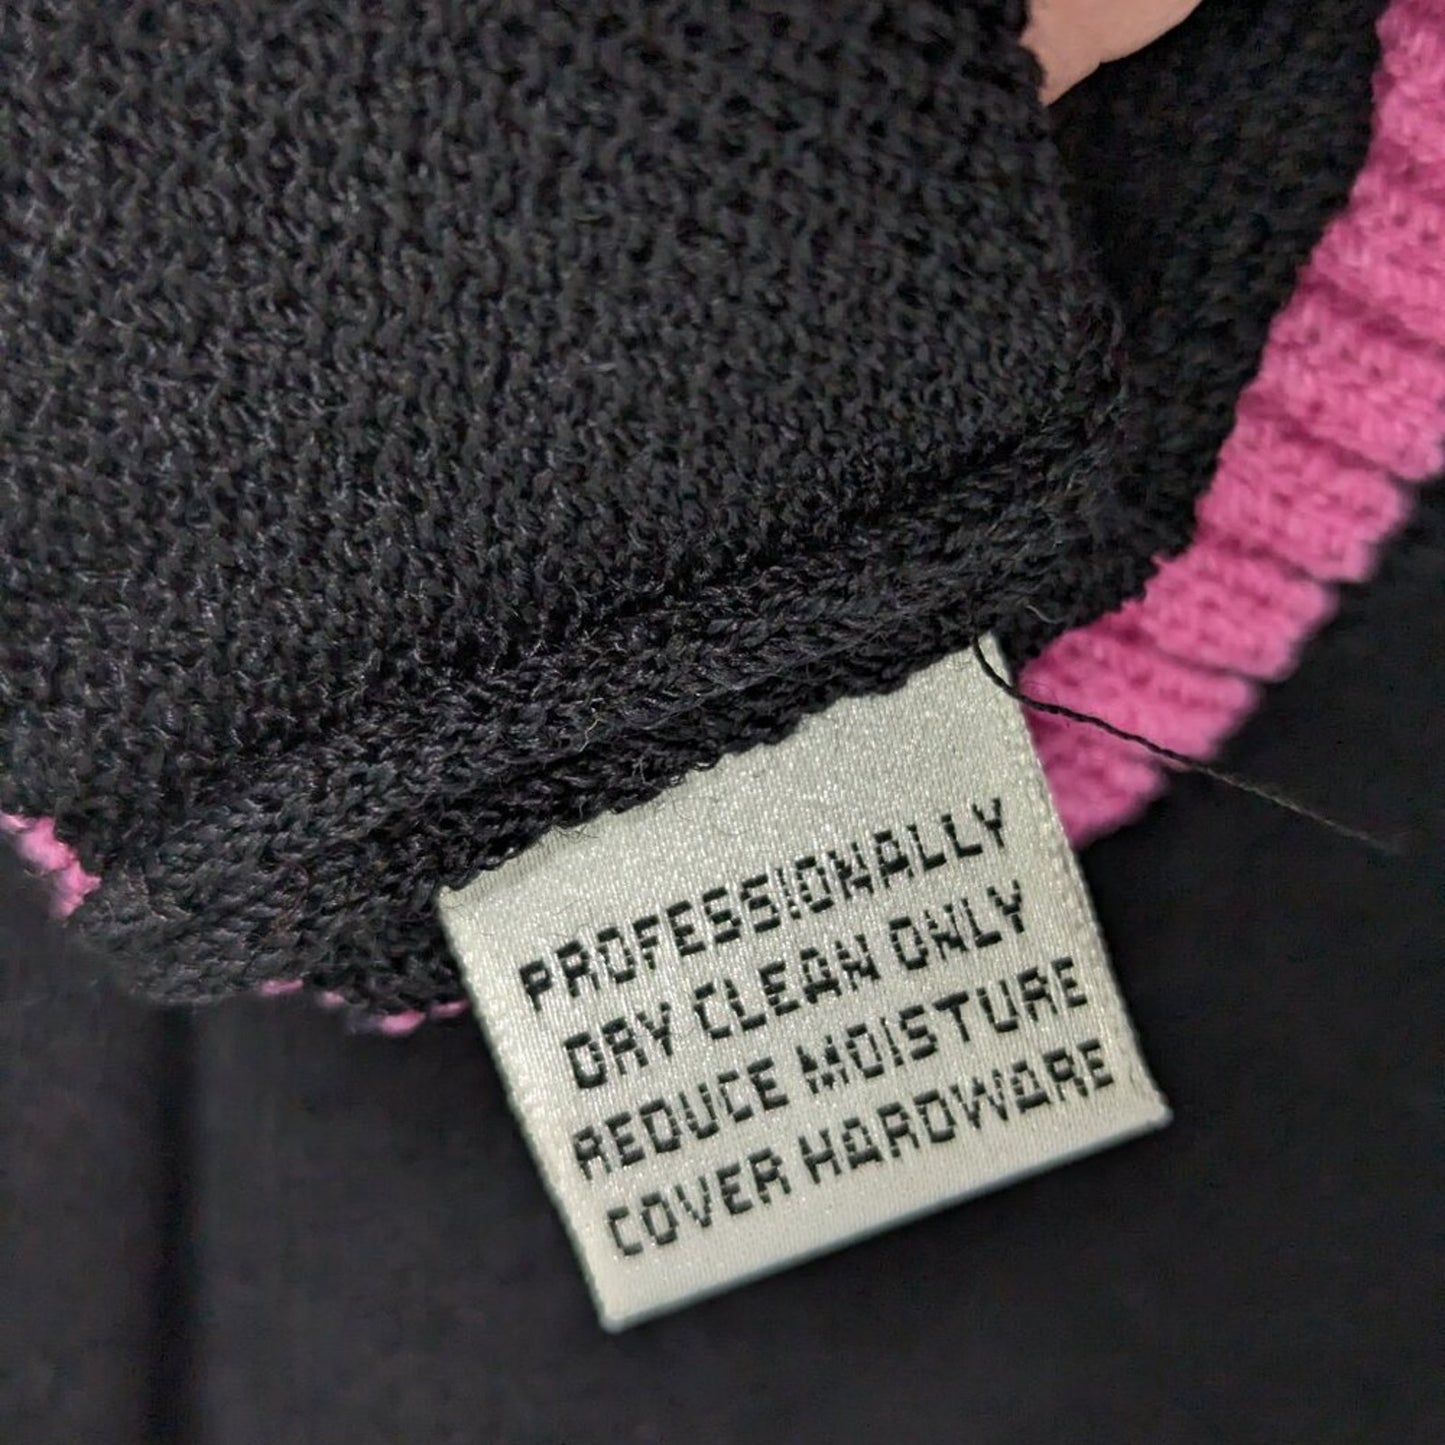 PROFESSIONALLY
DRY CLEAN ONLY
REDUCE MOISTURE
COVER HARDWARE